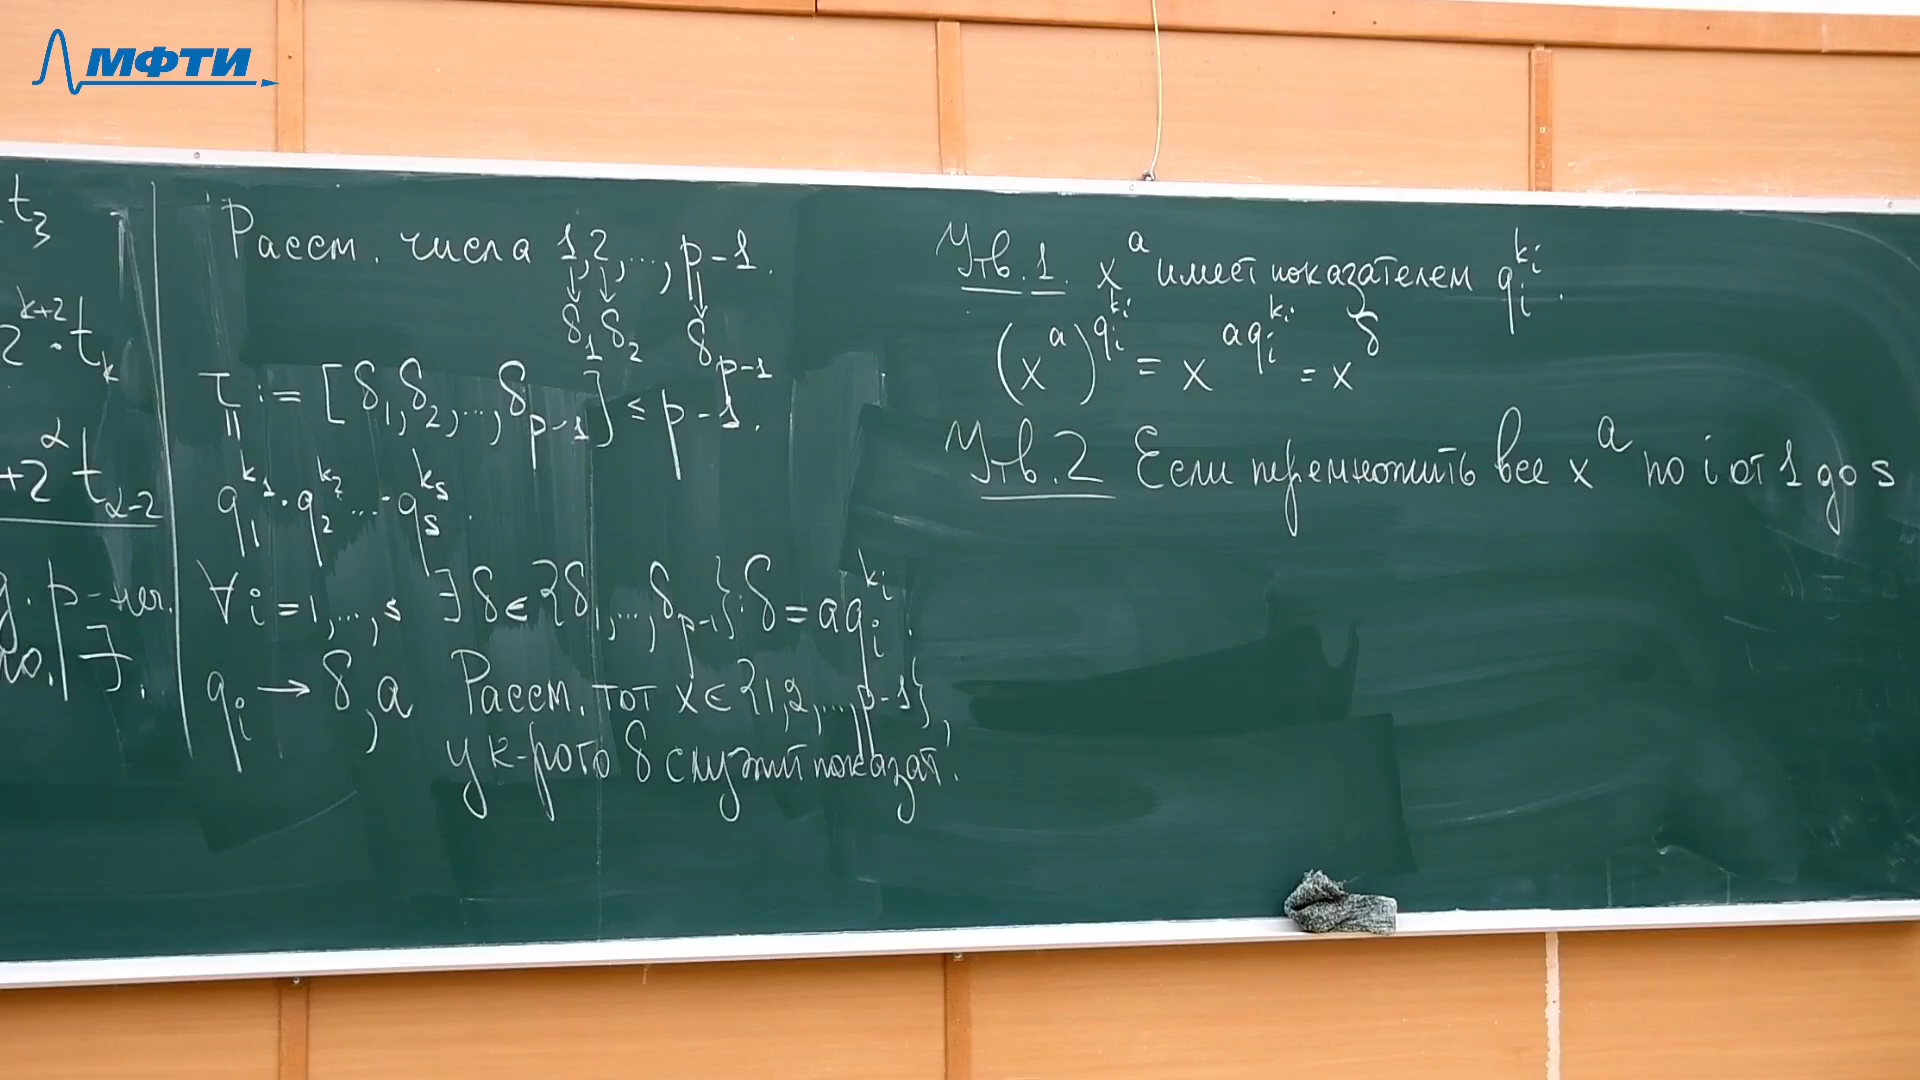 МФТИ
t₃
2^{k+2}·t_k
+2^α t_{α-2}
p-неч.
∃.
Рассм. числа 1,2,...,p-1.
↓ ↓ ↓
δ₁ δ₂ δ_{p-1}
τ := [δ₁,δ₂,...,δ_{p-1}] ≤ p-1.
||
q₁^{k₁}·q₂^{k₂}...·q_s^{k_s}.
∀i=1,...,s ∃δ∈{δ₁,...,δ_{p-1}}: δ=aq_i^{k_i}.
q_i → δ,a Рассм. тот x∈{1,2,...,p-1},
у к-рого δ служит показат.
Утв.1. x^a имеет показателем q_i^{k_i}.
(x^a)^{q_i^{k_i}} = x^{aq_i^{k_i}} = x^δ
Утв.2 Если перемножить все x^a по i от 1 до s